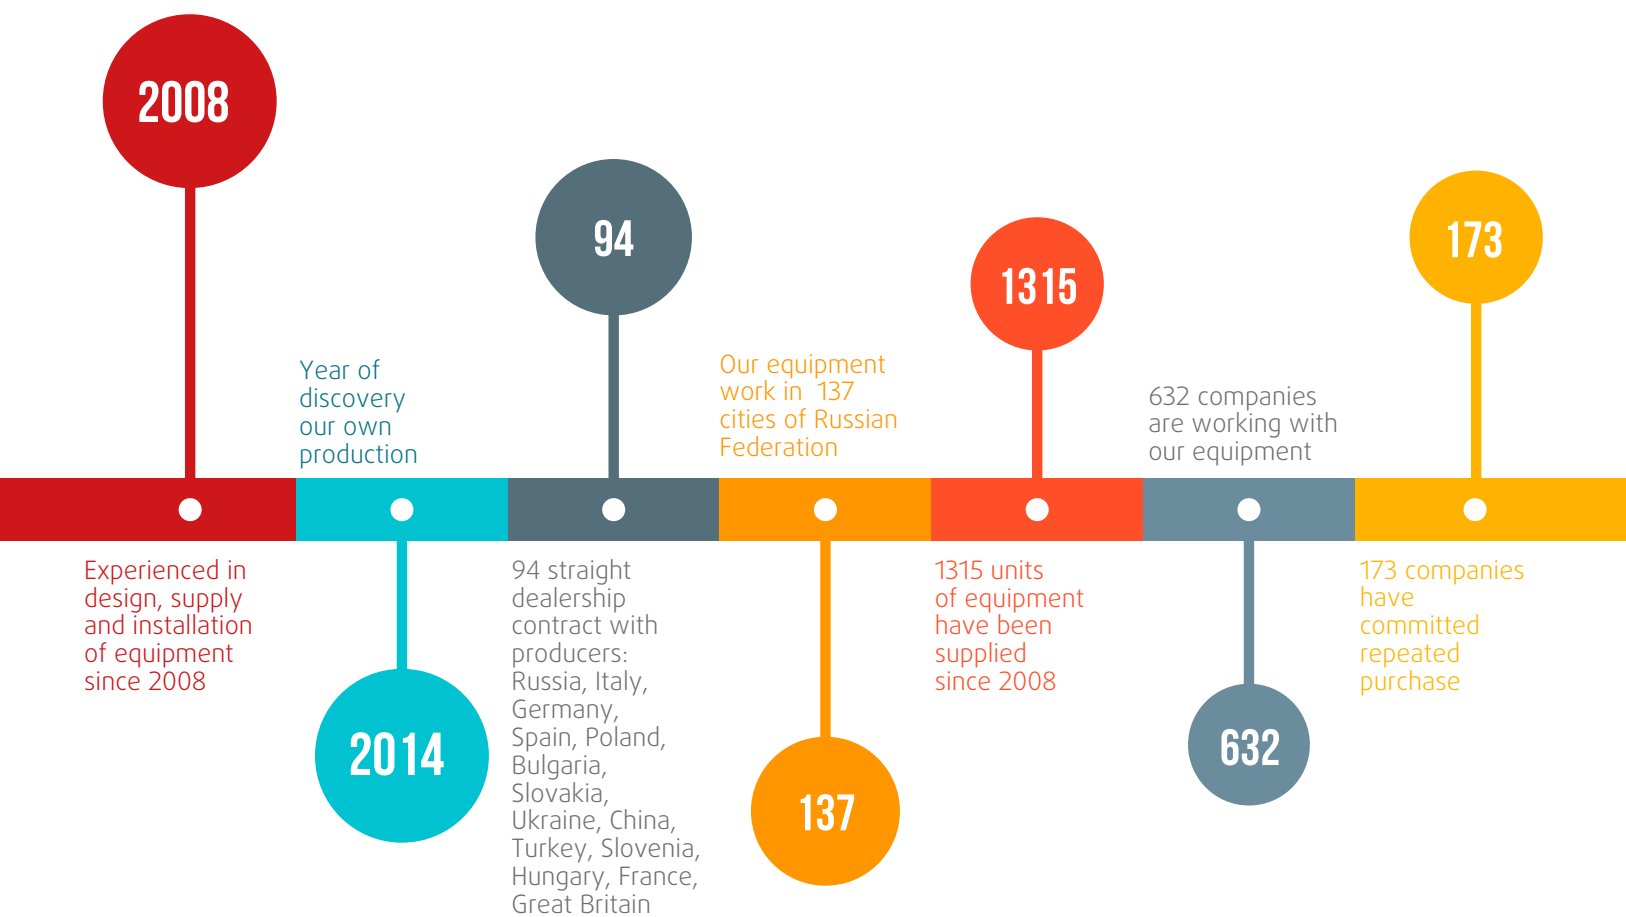 2008
Experienced in
design, supply
and installation
of equipment
since 2008
Year of
discovery
our own
production
2014
94
94 straight
dealership
contract with
producers:
Russia, Italy,
Germany,
Spain, Poland,
Bulgaria,
Slovakia,
Ukraine, China,
Turkey, Slovenia,
Hungary, France,
Great Britain
Our equipment
work in 137
cities of Russian
Federation
137
1315
1315 units
of equipment
have been
supplied
since 2008
632 companies
are working with
our equipment
632
173
173 companies
have
committed
repeated
purchase